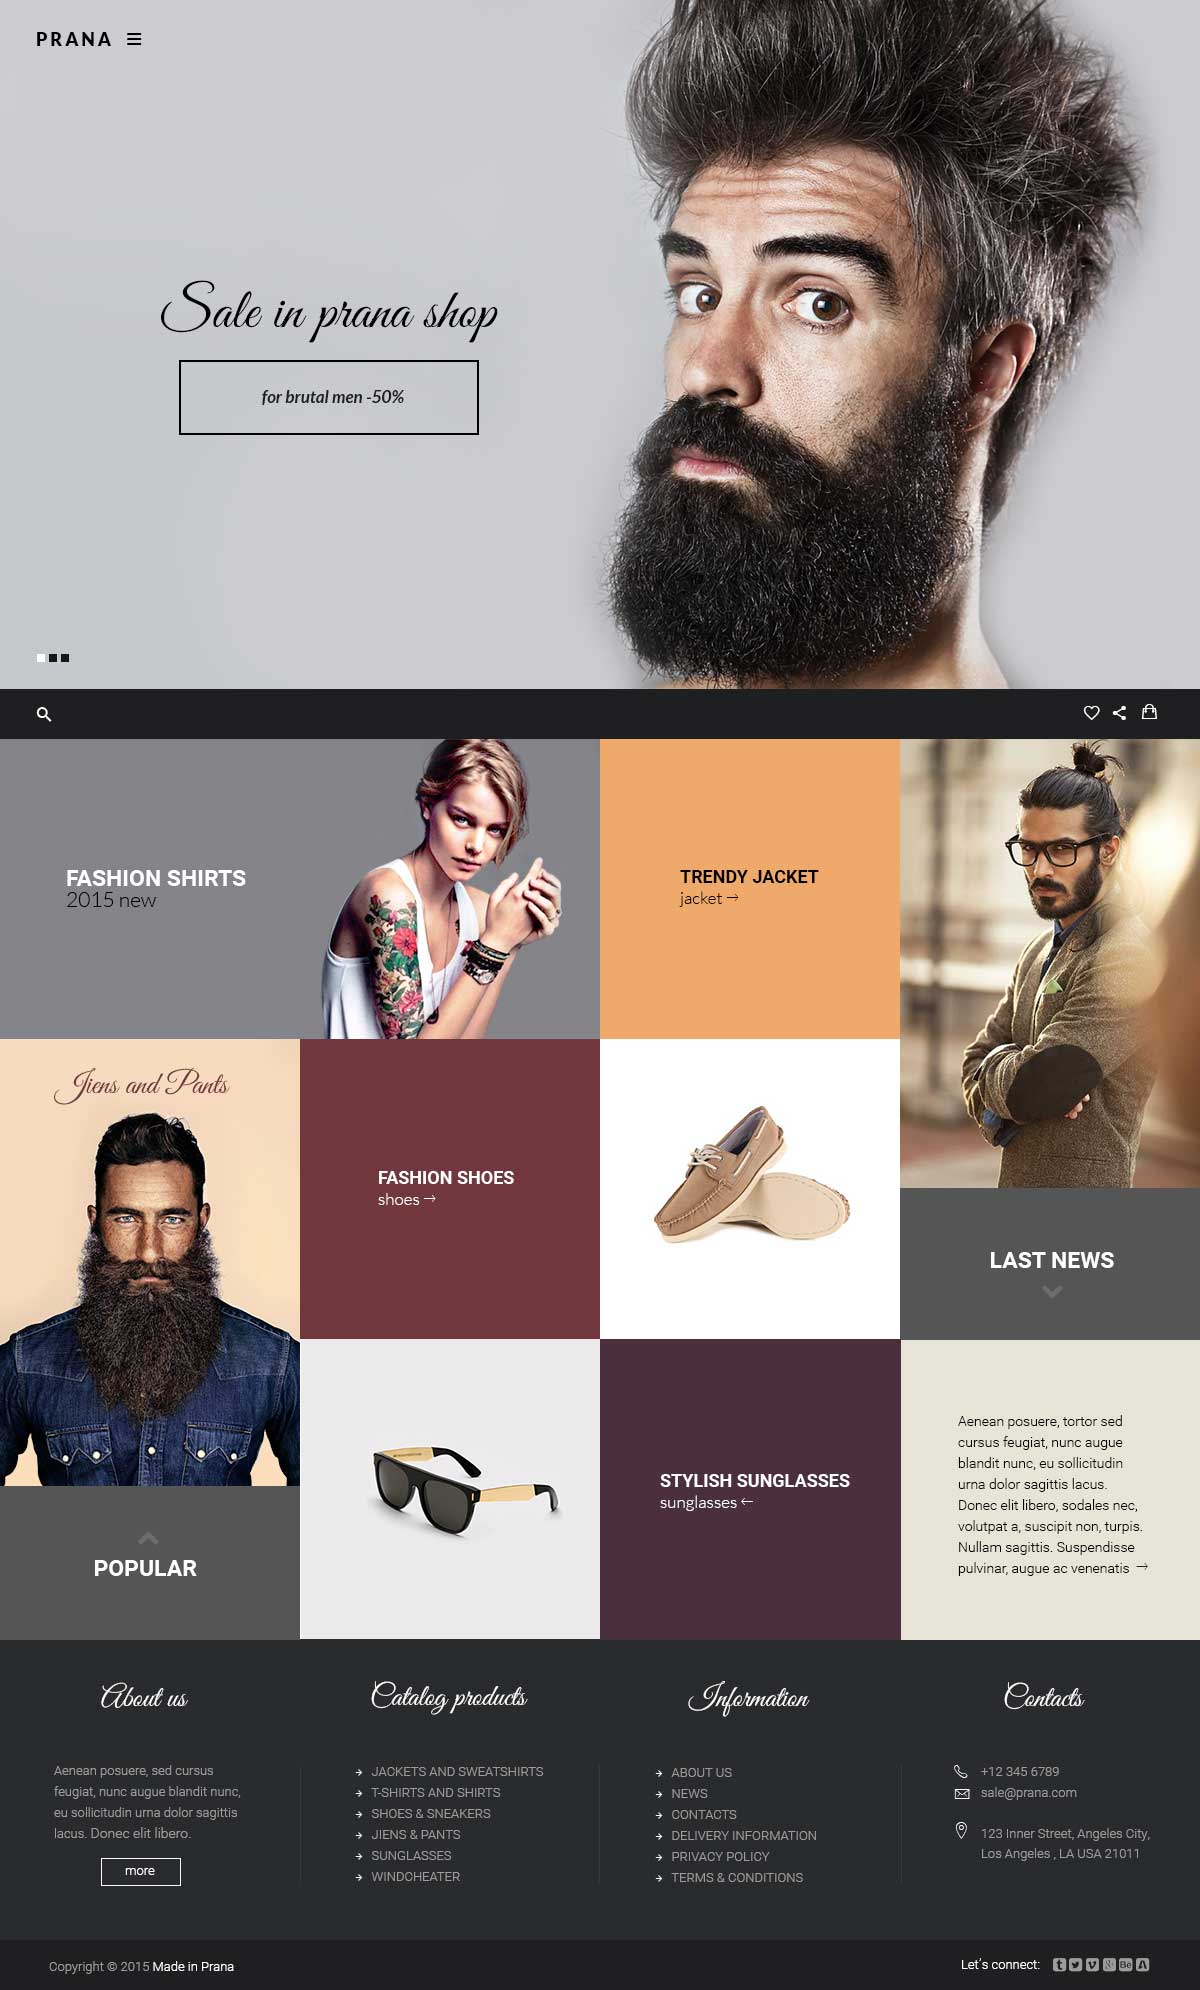 PRANA
Sale in prana shop
for brutal men -50%
FASHION SHIRTS
2015 new
TRENDY JACKET
jacket →
Jiens and Pants
FASHION SHOES
shoes →
LAST NEWS
STYLISH SUNGLASSES
sunglasses ←
POPULAR
Aenean posuere, tortor sed
cursus feugiat, nunc augue
blandit nunc, eu sollicitudin
urna dolor sagittis lacus.
Donec elit libero, sodales nec,
volutpat a, suscipit non, turpis.
Nullam sagittis. Suspendisse
pulvinar, augue ac venenatis →
About us
Aenean posuere, sed cursus
feugiat, nunc augue blandit nunc,
eu sollicitudin urna dolor sagittis
lacus. Donec elit libero.
more
Catalog products
JACKETS AND SWEATSHIRTS
T-SHIRTS AND SHIRTS
SHOES & SNEAKERS
JIENS & PANTS
SUNGLASSES
WINDCHEATER
Information
ABOUT US
NEWS
CONTACTS
DELIVERY INFORMATION
PRIVACY POLICY
TERMS & CONDITIONS
Contacts
+12 345 6789
sale@prana.com
123 Inner Street, Angeles City,
Los Angeles , LA USA 21011
Copyright © 2015 Made in Prana
Let's connect: